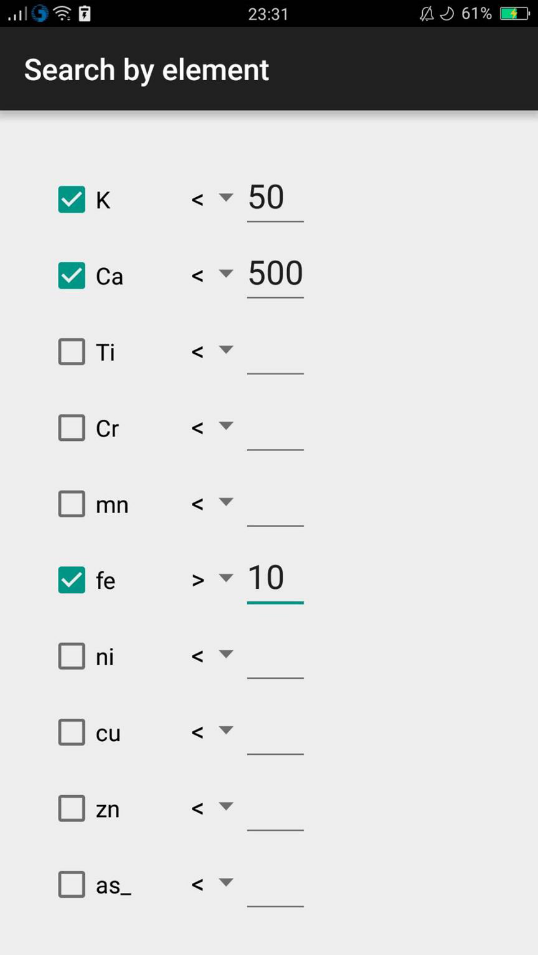 23:31
61%
Search by element
K < 50
Ca < 500
Ti <
Cr <
mn <
fe > 10
ni <
cu <
zn <
as_ <